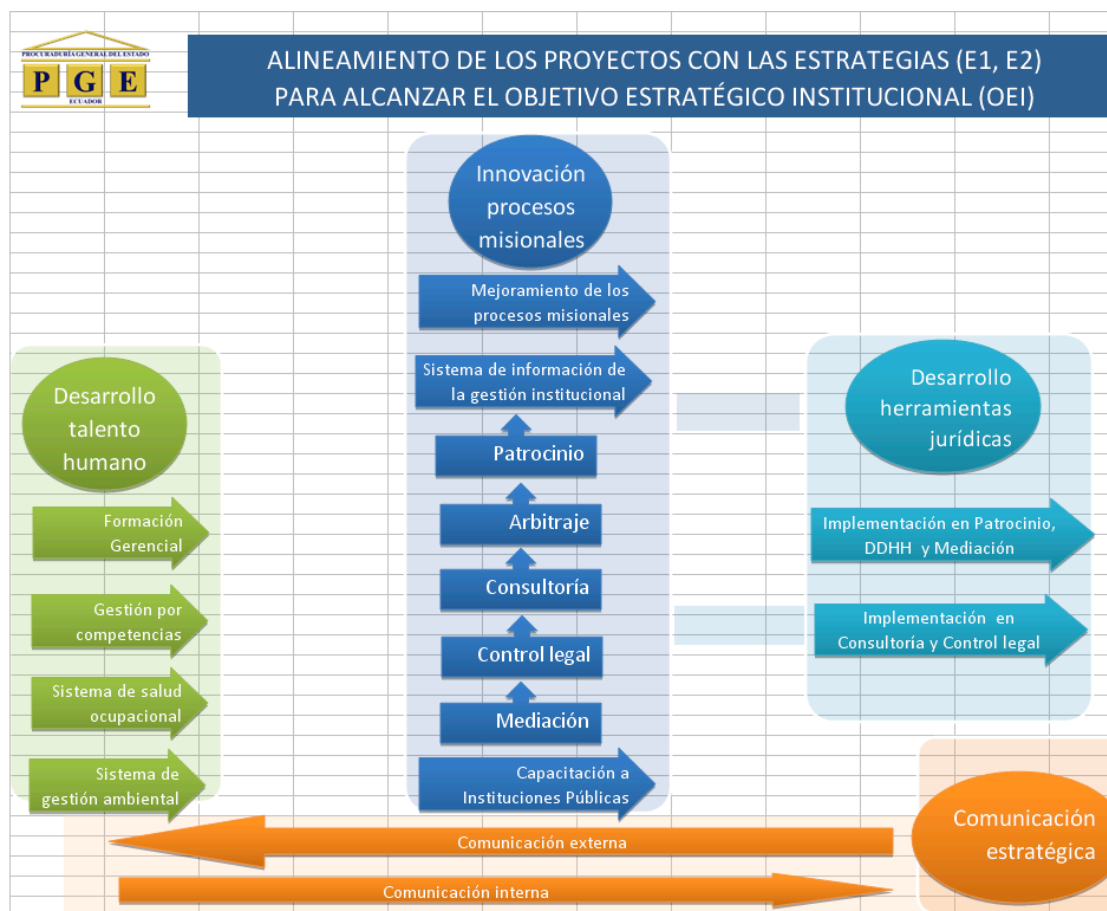 PROCURADURÍA GENERAL DEL ESTADO
P G E
ECUADOR
ALINEAMIENTO DE LOS PROYECTOS CON LAS ESTRATEGIAS (E1, E2)
PARA ALCANZAR EL OBJETIVO ESTRATÉGICO INSTITUCIONAL (OEI)
Desarrollo
talento
humano
Formación
Gerencial
Gestión por
competencias
Sistema de salud
ocupacional
Sistema de
gestión ambiental
Innovación
procesos
misionales
Mejoramiento de los
procesos misionales
Sistema de información de
la gestión institucional
Patrocinio
Arbitraje
Consultoría
Control legal
Mediación
Capacitación a
Instituciones Públicas
Desarrollo
herramientas
jurídicas
Implementación en Patrocinio,
DDHH y Mediación
Implementación en
Consultoría y Control legal
Comunicación
estratégica
Comunicación externa
Comunicación interna